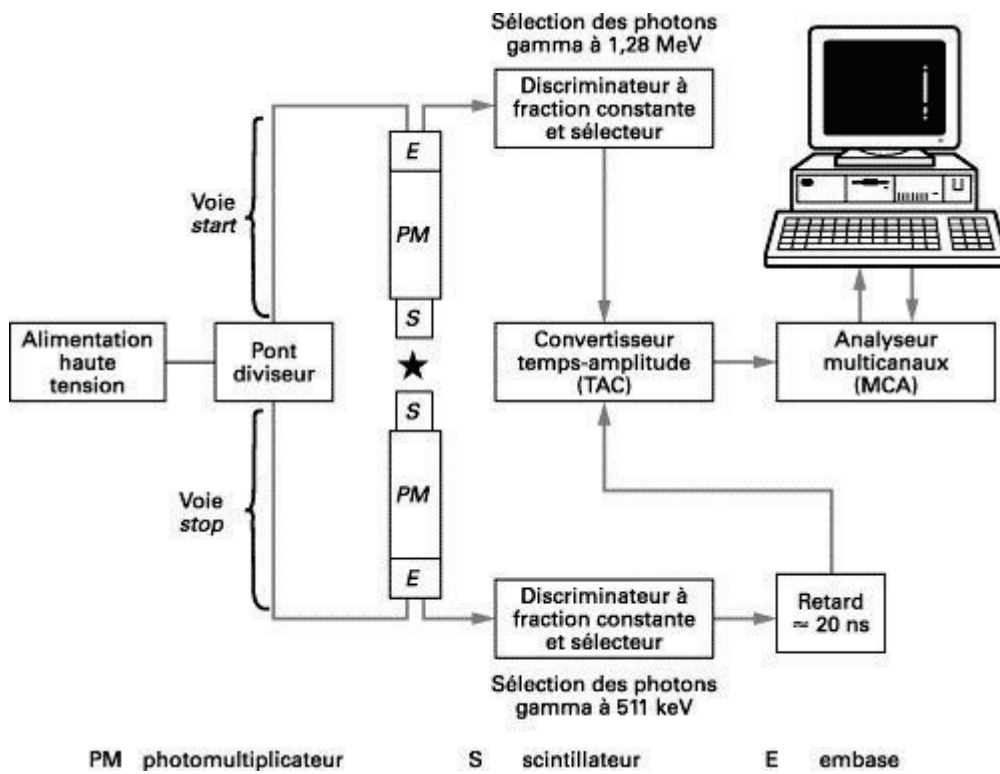 Sélection des photons
gamma à 1,28 MeV
Discriminateur à
fraction constante
et sélecteur
E
Voie
start
PM
S
Alimentation
haute
tension
Pont
diviseur
Convertisseur
temps-amplitude
(TAC)
Analyseur
multicanaux
(MCA)
S
Voie
stop
PM
E
Discriminateur à
fraction constante
et sélecteur
Retard
≈ 20 ns
Sélection des photons
gamma à 511 keV
PM photomultiplicateur S scintillateur E embase